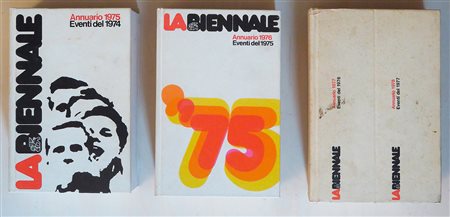 LA BIENNALE
Annuario 1975
Eventi del 1974
LA BIENNALE
Annuario 1976
Eventi del 1975
'75
LA BIENNALE
Annuario 1977
Eventi del 1976
LA BIENNALE
Annuario 1978
Eventi del 1977